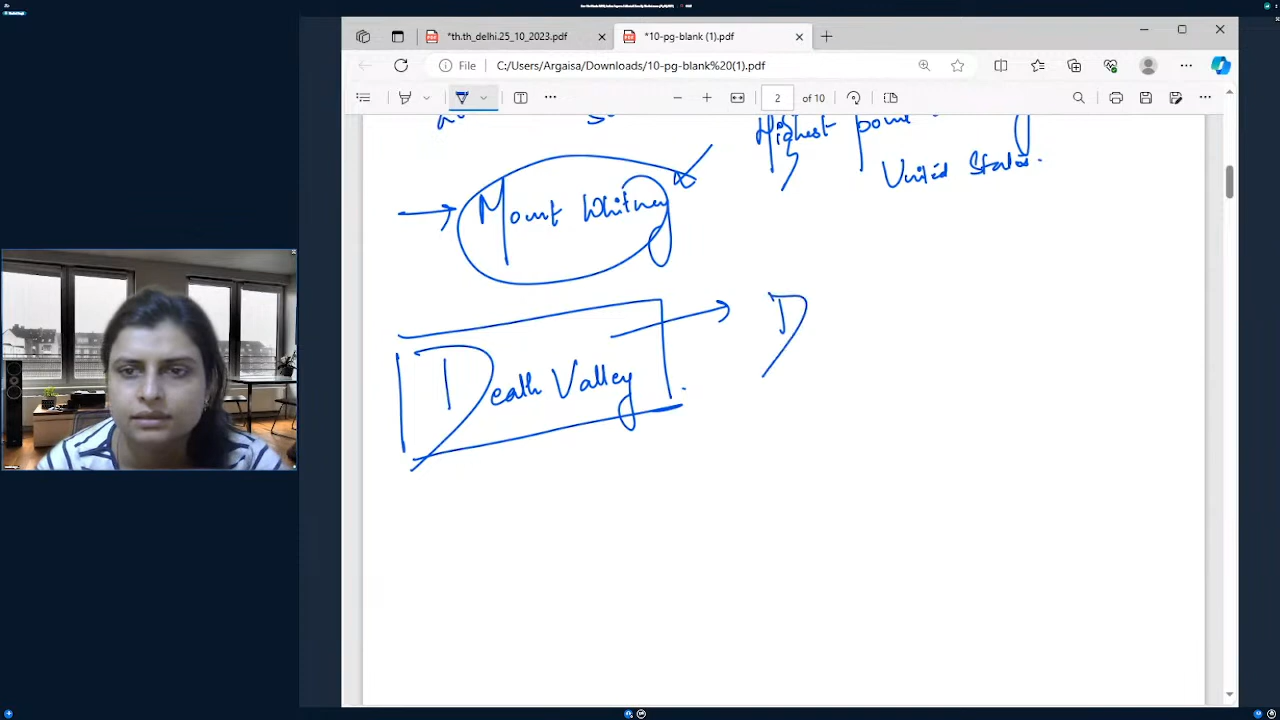 *th.th_delhi.25_10_2023.pdf
*10-pg-blank (1).pdf
File
C:/Users/Argaisa/Downloads/10-pg-blank%20(1).pdf
2
of 10
Highest point
United States.
Mount Whitney
Death Valley.
D